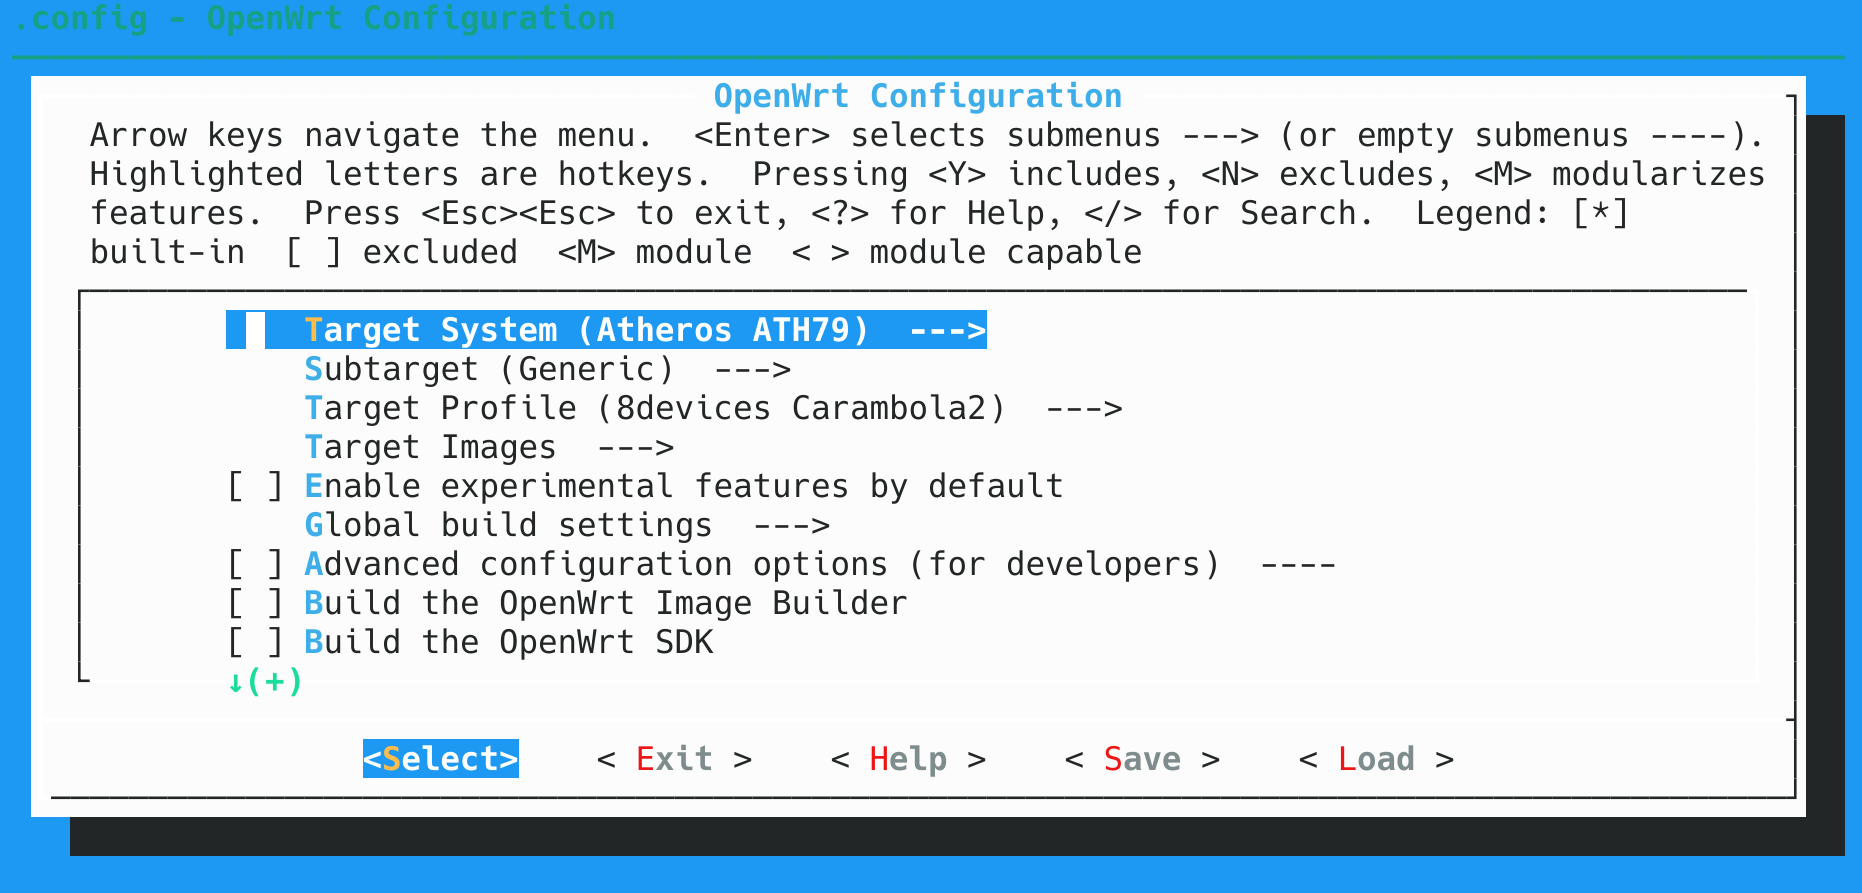 .config - OpenWrt Configuration
OpenWrt Configuration
Arrow keys navigate the menu.  <Enter> selects submenus ---> (or empty submenus ----).
Highlighted letters are hotkeys.  Pressing <Y> includes, <N> excludes, <M> modularizes
features.  Press <Esc><Esc> to exit, <?> for Help, </> for Search.  Legend: [*]
built-in  [ ] excluded  <M> module  < > module capable
Target System (Atheros ATH79)  --->
Subtarget (Generic)  --->
Target Profile (8devices Carambola2)  --->
Target Images  --->
[ ] Enable experimental features by default
Global build settings  --->
[ ] Advanced configuration options (for developers)  ----
[ ] Build the OpenWrt Image Builder
[ ] Build the OpenWrt SDK
↓(+)
<Select>    < Exit >    < Help >    < Save >    < Load >